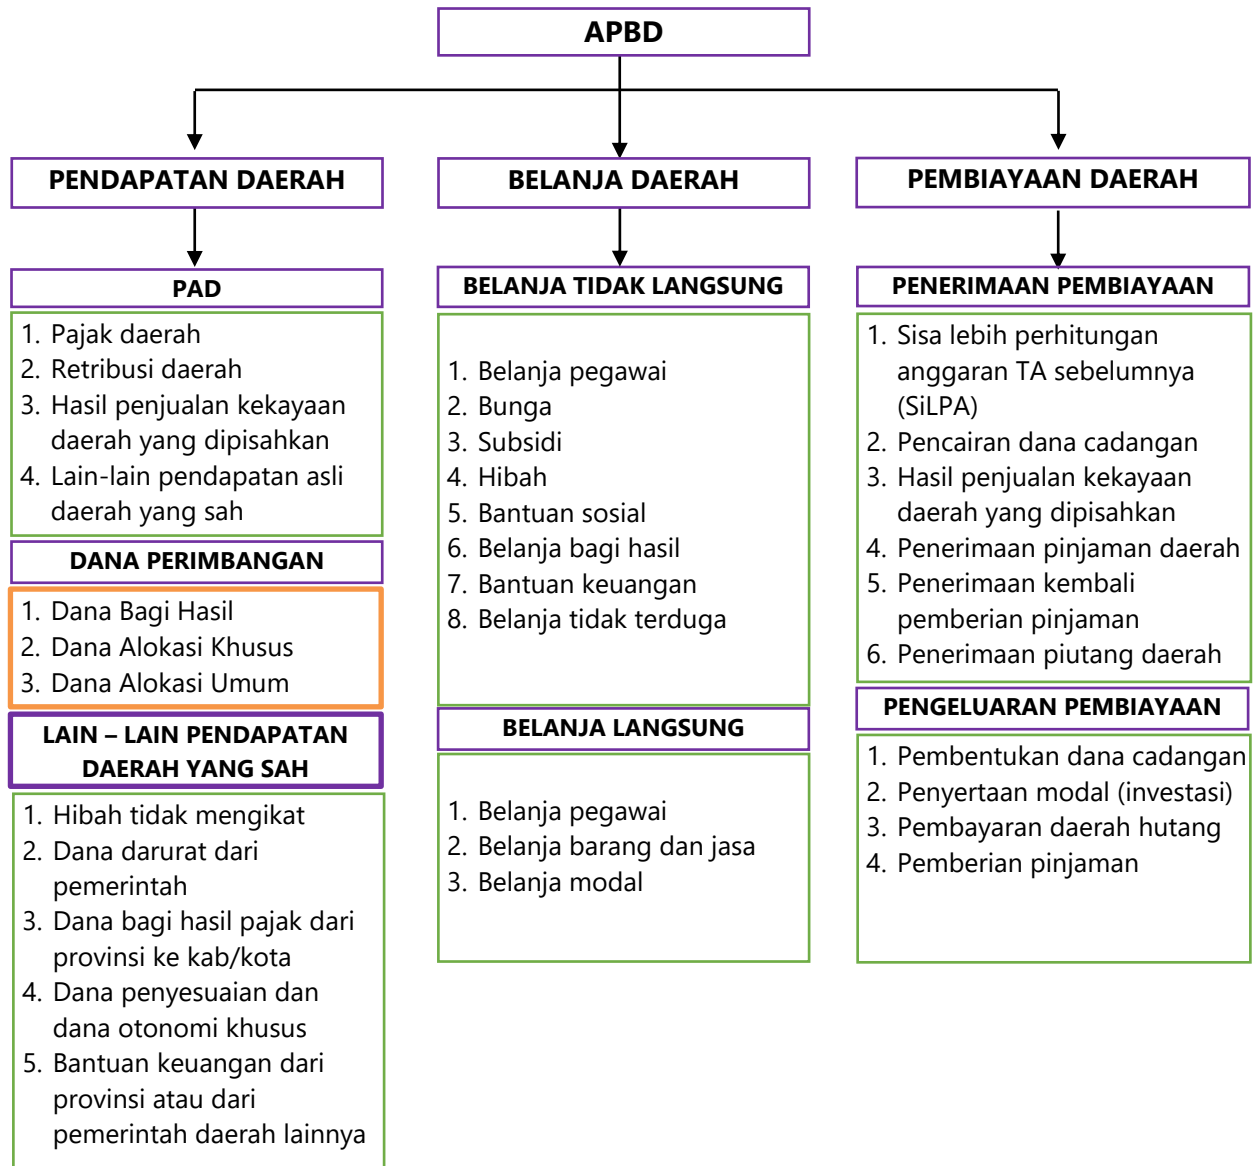 APBD
PENDAPATAN DAERAH
PAD
1. Pajak daerah
2. Retribusi daerah
3. Hasil penjualan kekayaan
daerah yang dipisahkan
4. Lain-lain pendapatan asli
daerah yang sah
DANA PERIMBANGAN
1. Dana Bagi Hasil
2. Dana Alokasi Khusus
3. Dana Alokasi Umum
LAIN – LAIN PENDAPATAN
DAERAH YANG SAH
1. Hibah tidak mengikat
2. Dana darurat dari
pemerintah
3. Dana bagi hasil pajak dari
provinsi ke kab/kota
4. Dana penyesuaian dan
dana otonomi khusus
5. Bantuan keuangan dari
provinsi atau dari
pemerintah daerah lainnya
BELANJA DAERAH
BELANJA TIDAK LANGSUNG
1. Belanja pegawai
2. Bunga
3. Subsidi
4. Hibah
5. Bantuan sosial
6. Belanja bagi hasil
7. Bantuan keuangan
8. Belanja tidak terduga
BELANJA LANGSUNG
1. Belanja pegawai
2. Belanja barang dan jasa
3. Belanja modal
PEMBIAYAAN DAERAH
PENERIMAAN PEMBIAYAAN
1. Sisa lebih perhitungan
anggaran TA sebelumnya
(SiLPA)
2. Pencairan dana cadangan
3. Hasil penjualan kekayaan
daerah yang dipisahkan
4. Penerimaan pinjaman daerah
5. Penerimaan kembali
pemberian pinjaman
6. Penerimaan piutang daerah
PENGELUARAN PEMBIAYAAN
1. Pembentukan dana cadangan
2. Penyertaan modal (investasi)
3. Pembayaran daerah hutang
4. Pemberian pinjaman